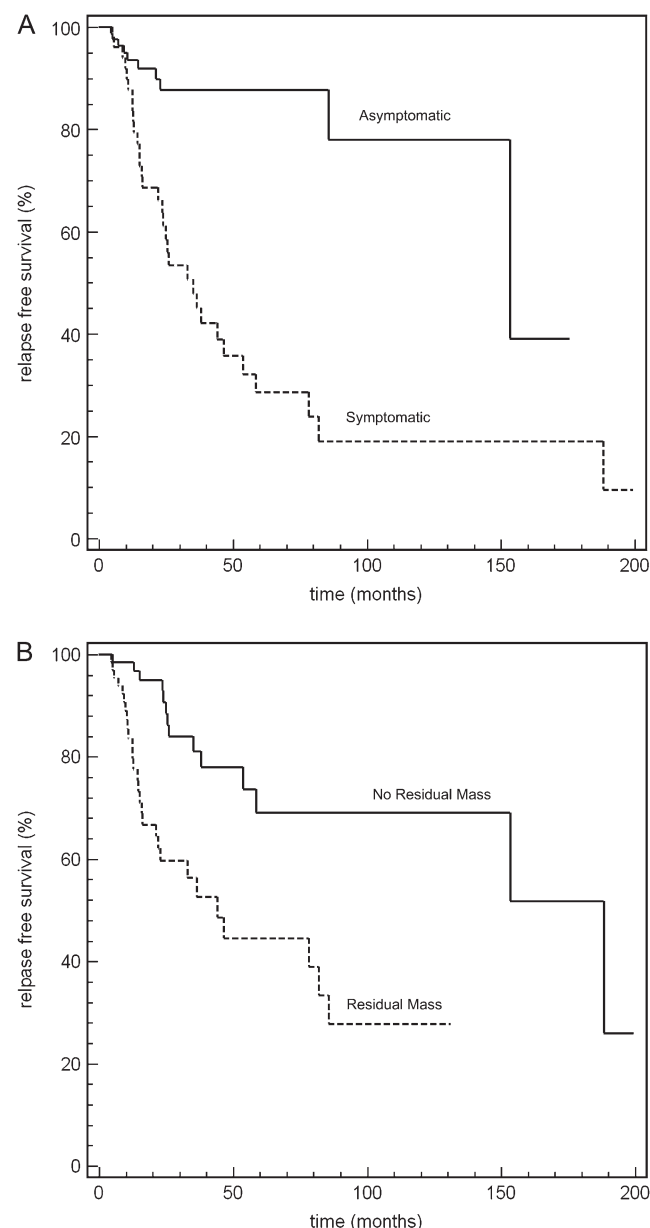 A
100
80
60
40
20
0
relapse free survival (%)
Asymptomatic
Symptomatic
0 50 100 150 200
time (months)
B
100
80
60
40
20
0
relpase free survival (%)
No Residual Mass
Residual Mass
0 50 100 150 200
time (months)